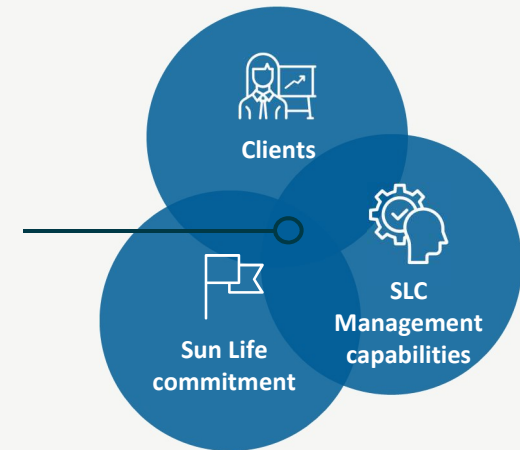 Clients
SLC
Management
capabilities
Sun Life
commitment